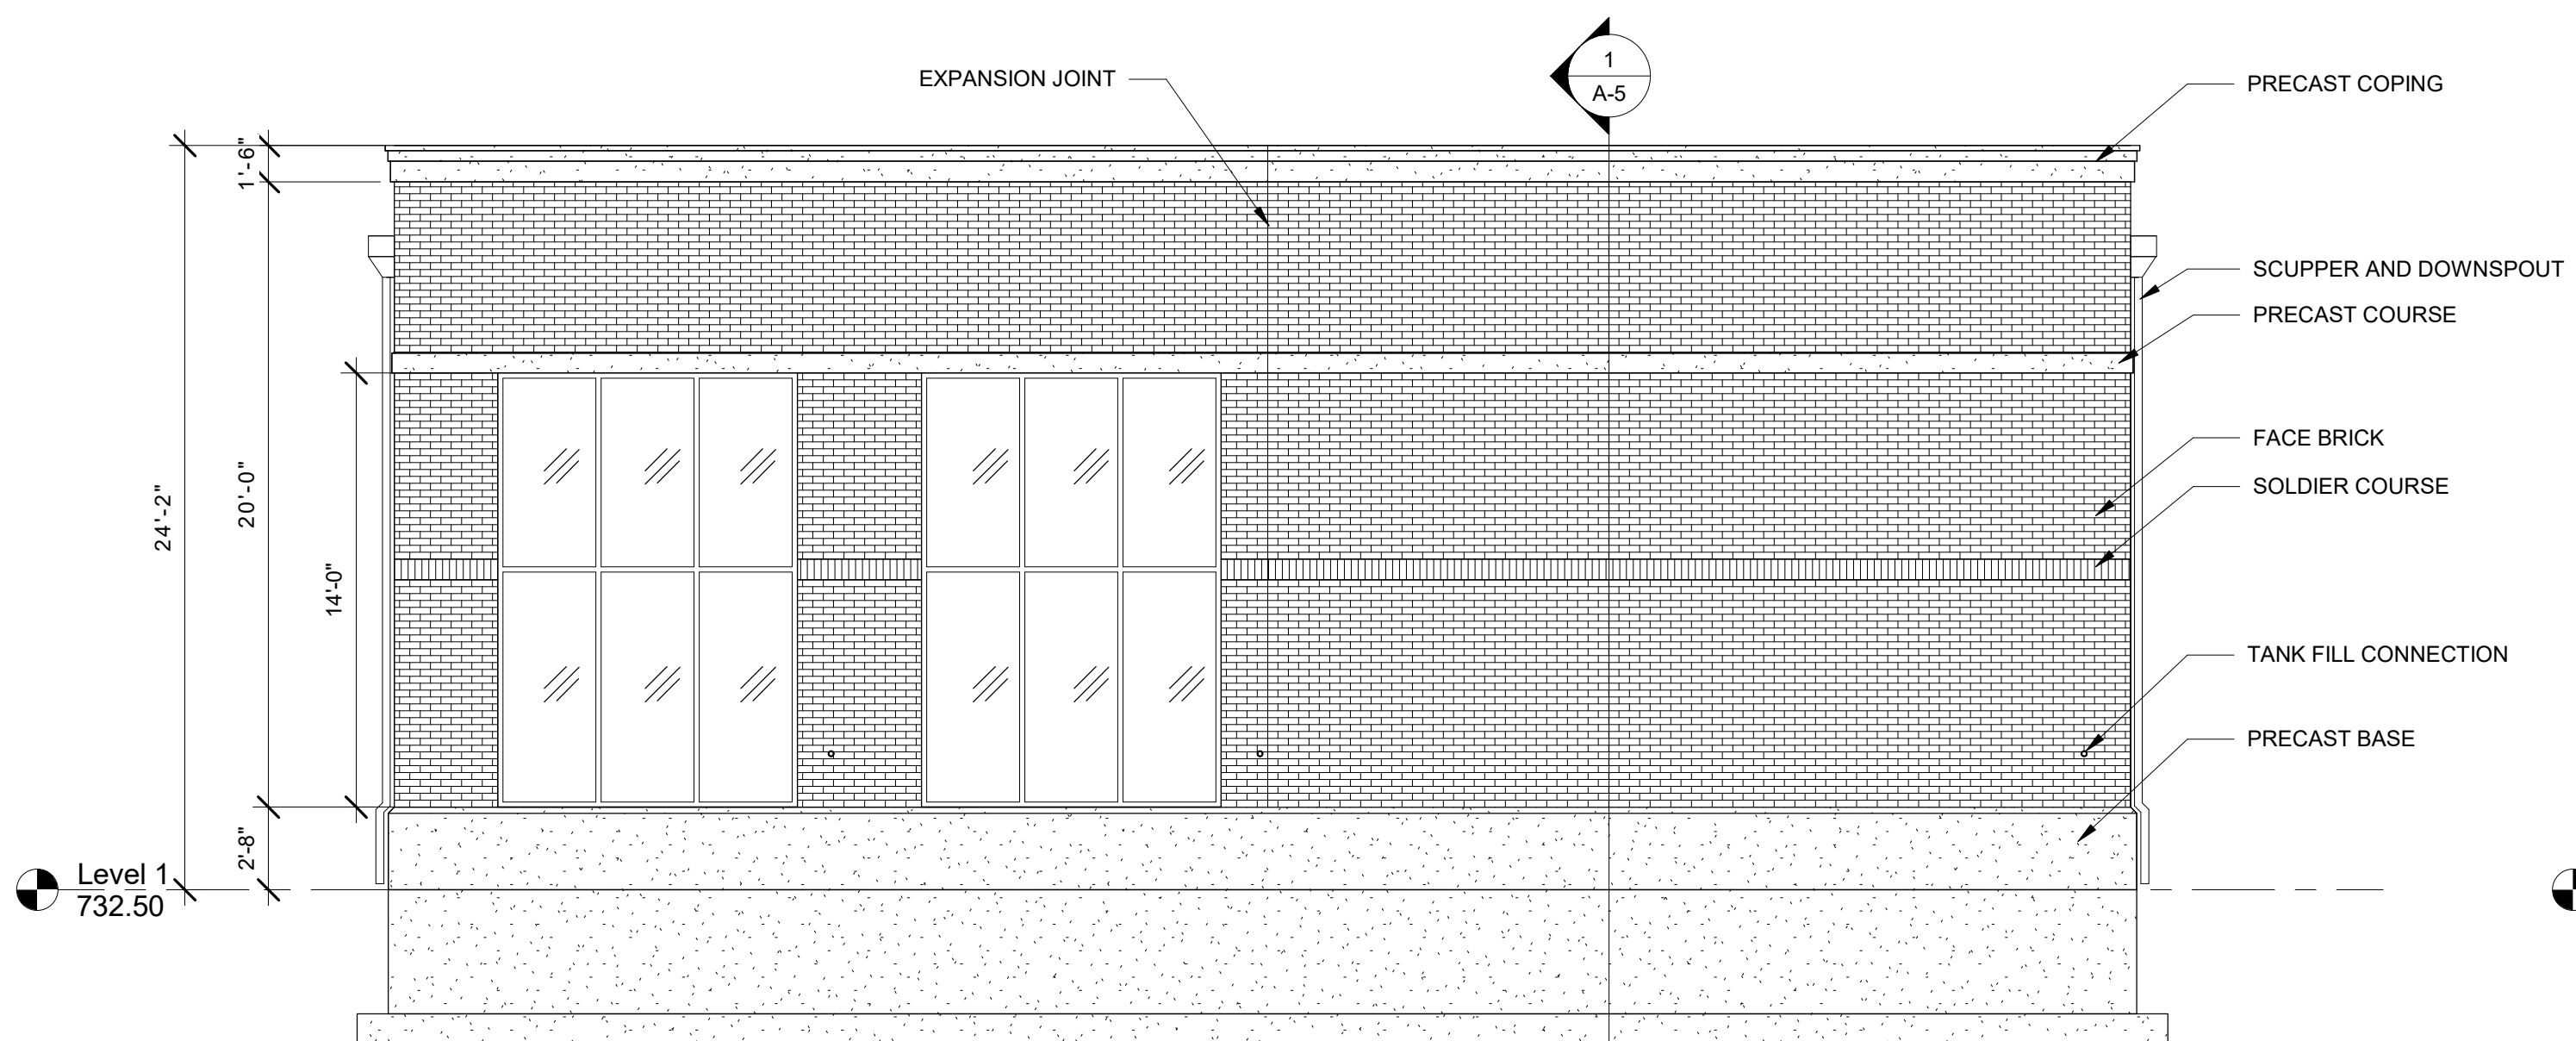 1
A-5
EXPANSION JOINT
PRECAST COPING
1'-6"
SCUPPER AND DOWNSPOUT
PRECAST COURSE
FACE BRICK
SOLDIER COURSE
24'-2"
20'-0"
14'-0"
TANK FILL CONNECTION
PRECAST BASE
2'-8"
Level 1
732.50